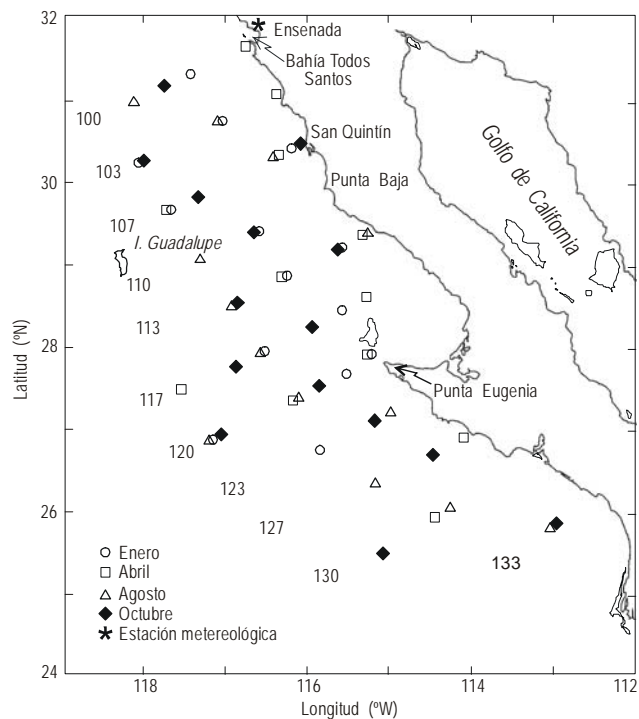 32
Ensenada
Bahía Todos
Santos
100
San Quintín
Golfo de California
103
30
Punta Baja
107
I. Guadalupe
110
113
Latitud (ºN)
28
Punta Eugenia
117
120
123
26
127
130
133
Enero
Abril
Agosto
Octubre
Estación metereológica
24
118
116
114
112
Longitud (ºW)